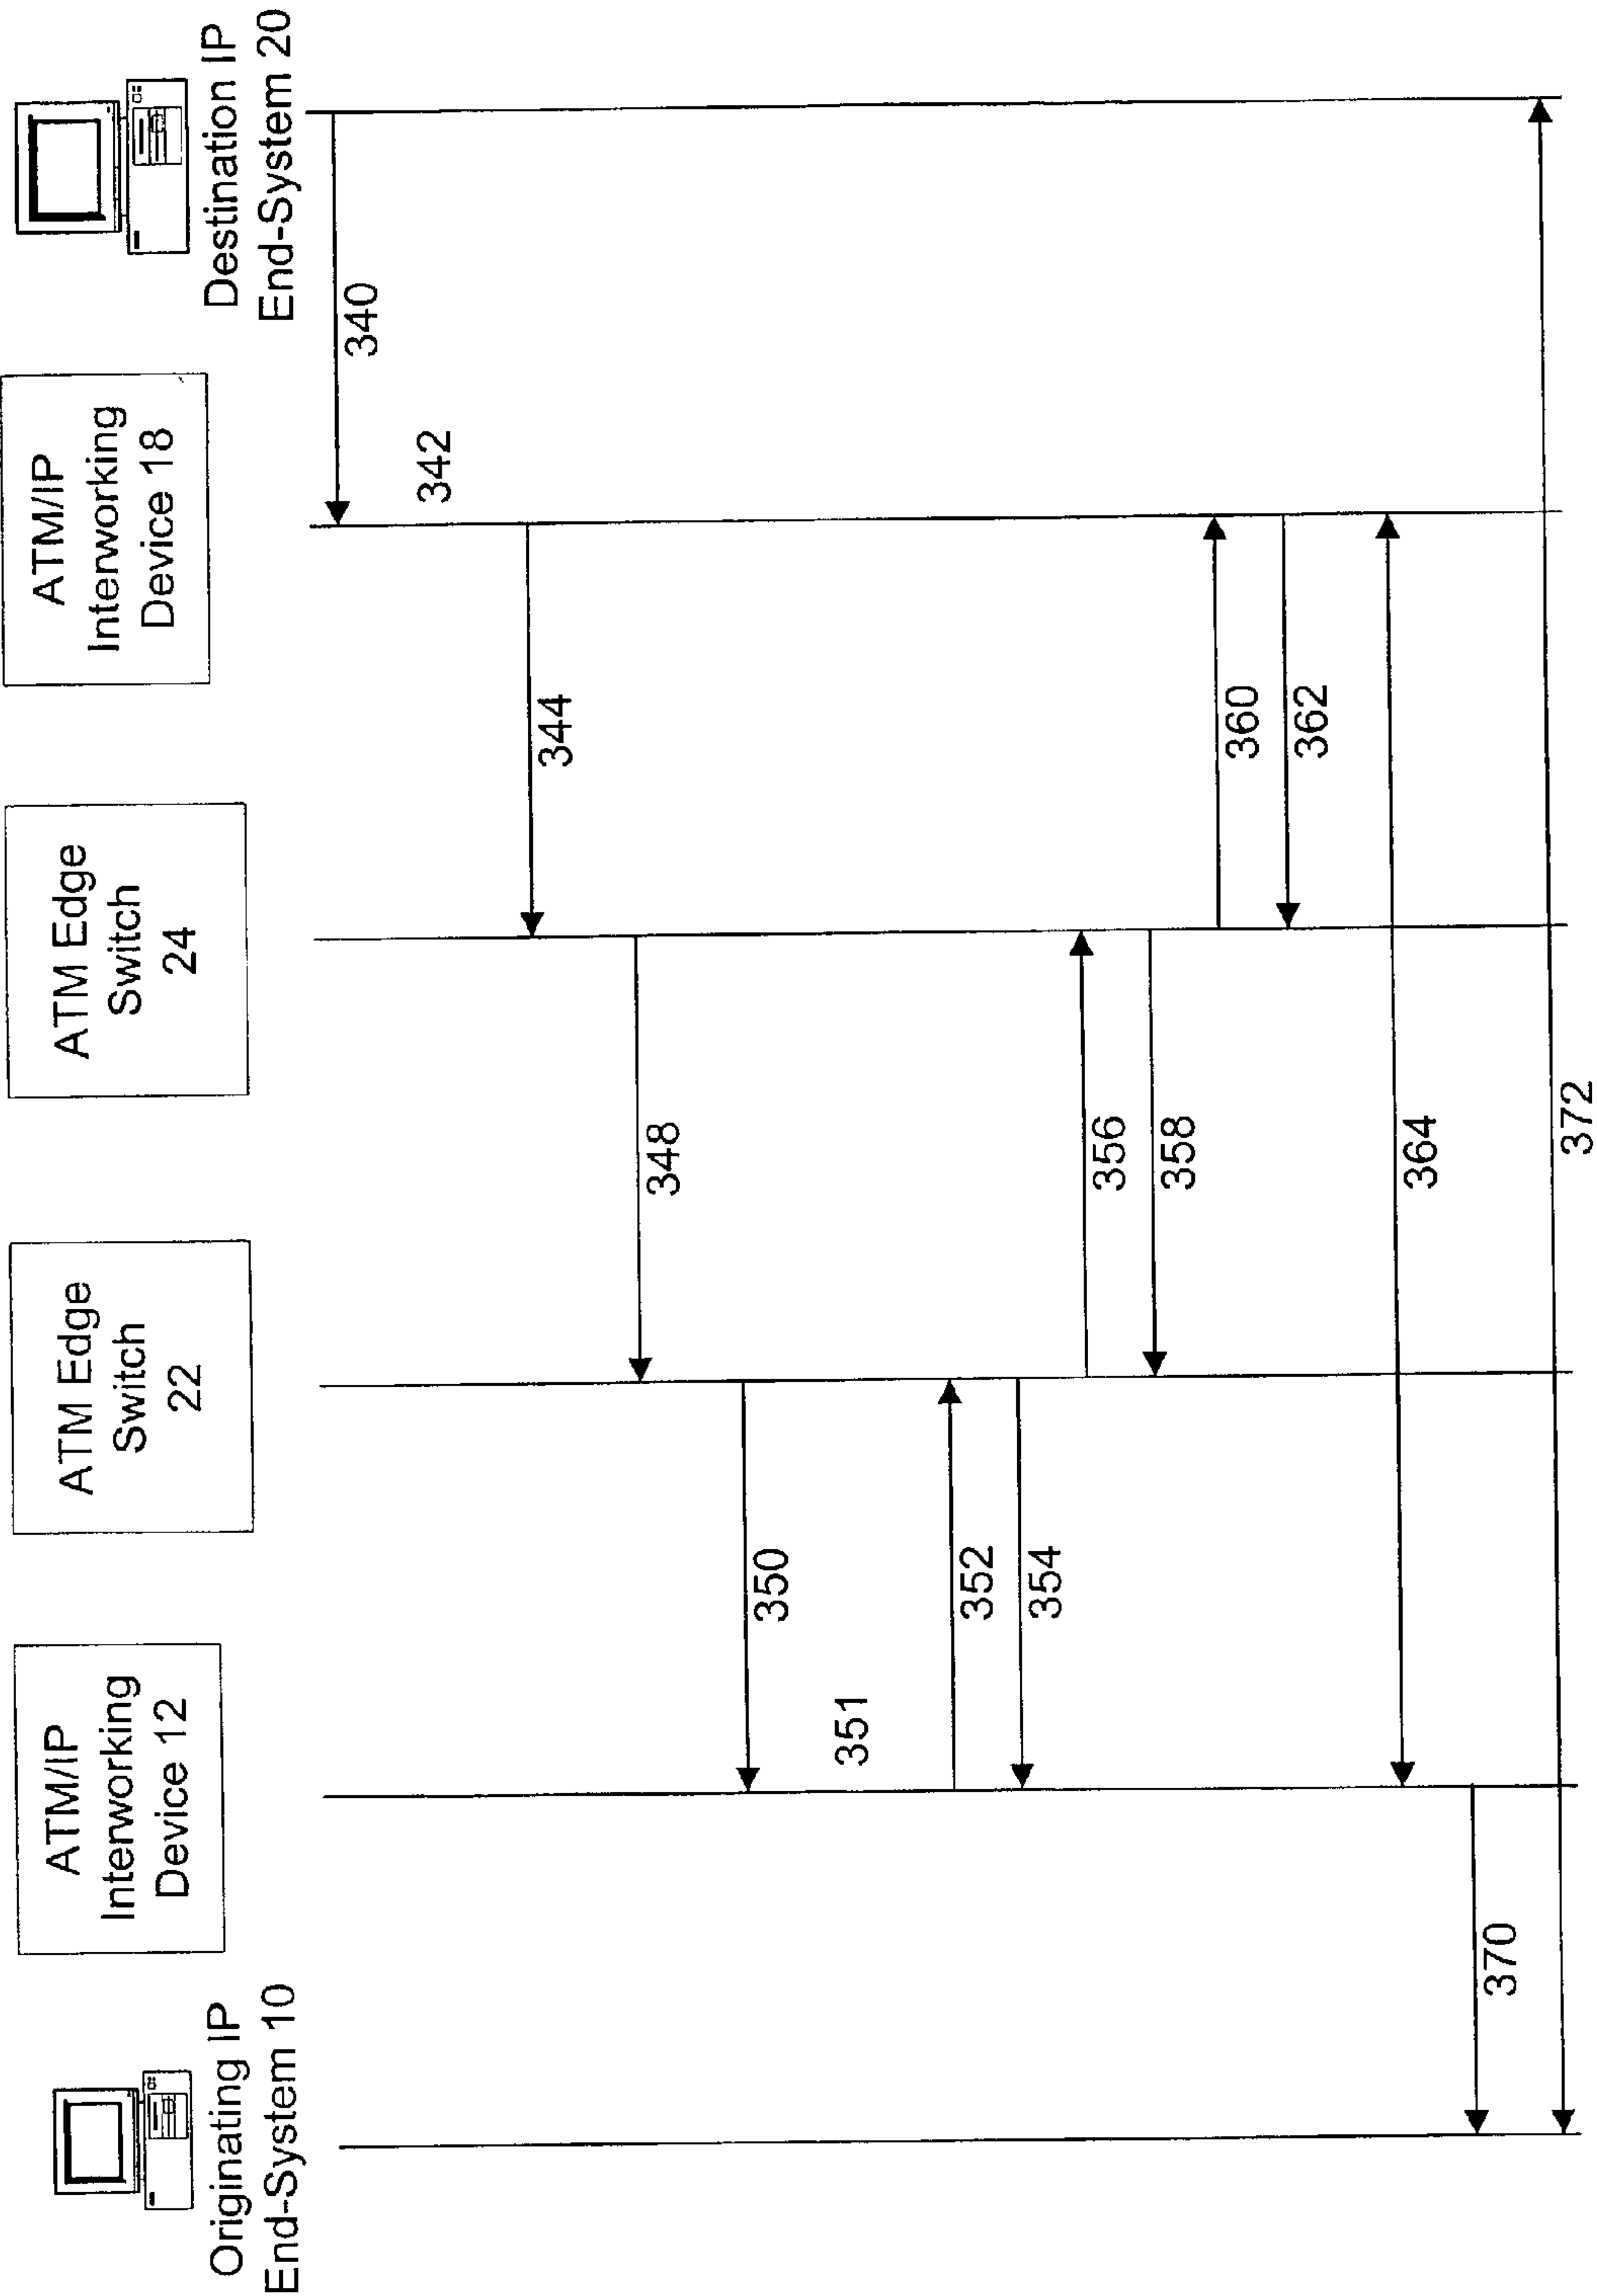 Originating IP
End-System 10
ATM/IP
Interworking
Device 12
ATM Edge
Switch
22
ATM Edge
Switch
24
ATM/IP
Interworking
Device 18
Destination IP
End-System 20
340
342
344
348
350
351
352
354
356
358
360
362
364
370
372